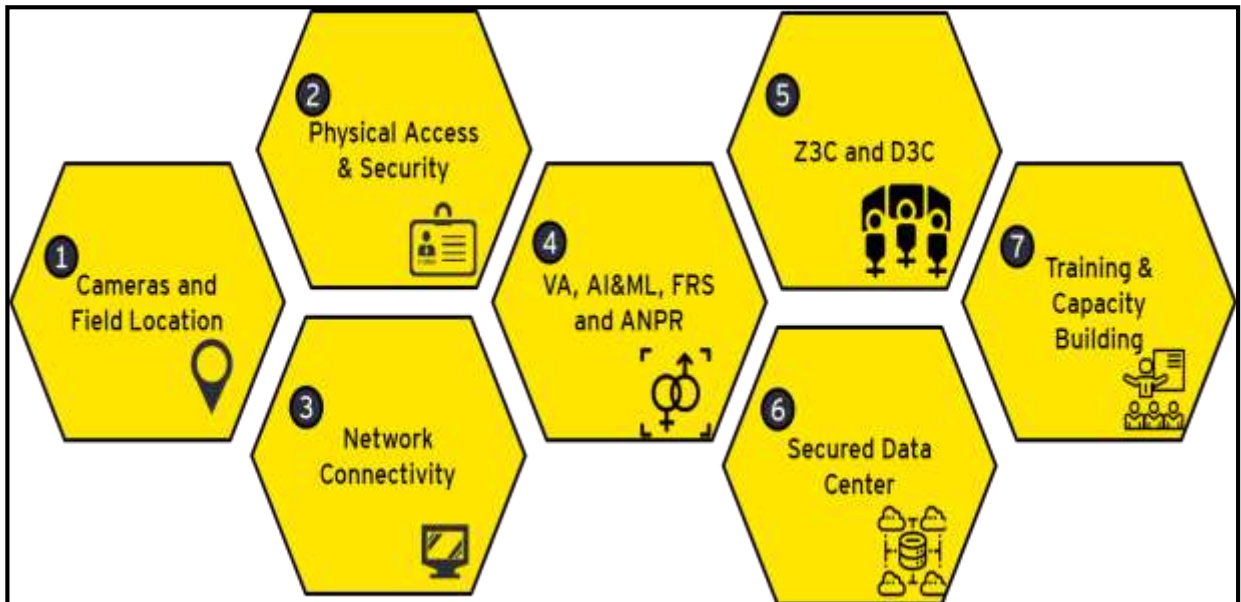 1
Cameras and
Field Location
2
Physical Access
& Security
3
Network
Connectivity
4
VA, AI&ML, FRS
and ANPR
5
Z3C and D3C
6
Secured Data
Center
7
Training &
Capacity
Building